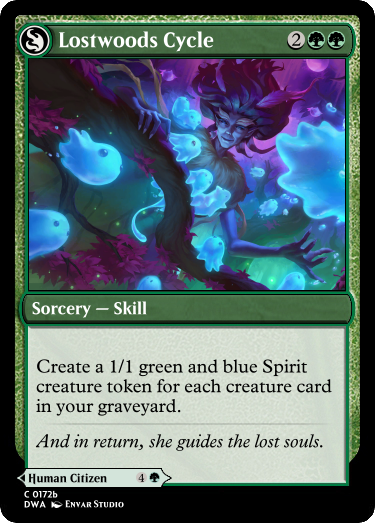 Lostwoods Cycle 2
Sorcery — Skill
Create a 1/1 green and blue Spirit
creature token for each creature card
in your graveyard.
And in return, she guides the lost souls.
Human Citizen 4
C 0172b
DWA ENVAR STUDIO